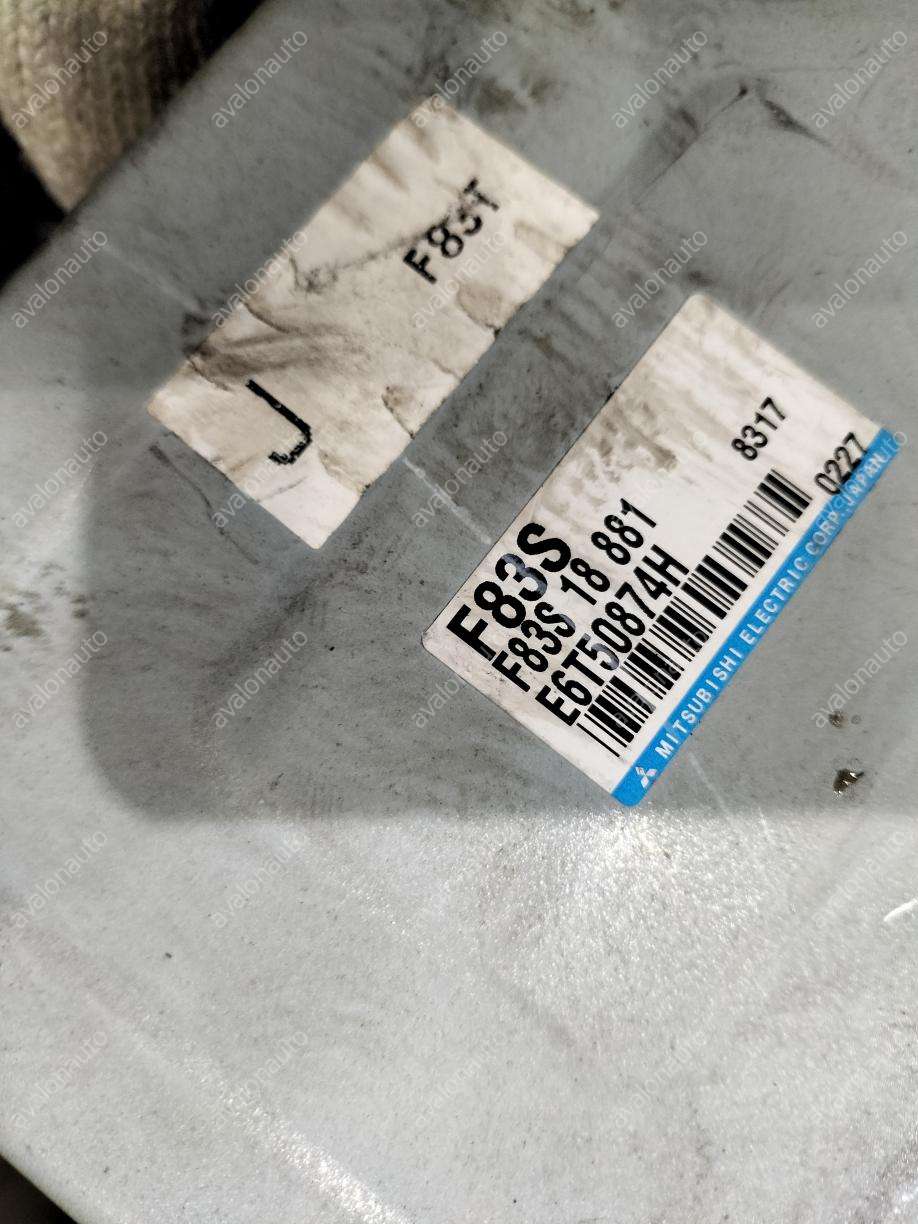 F83T
J
F83S
F83S 18 881
8317
E6T50874H
0227
MITSUBISHI ELECTRIC CORP. JAPAN
avalonauto